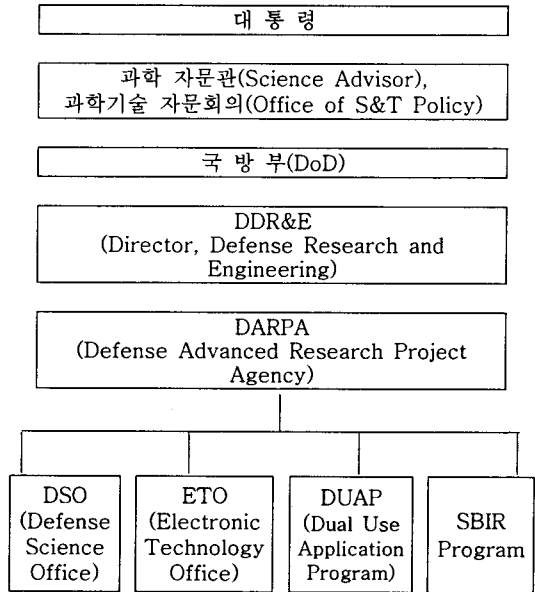 대 통 령
과학 자문관(Science Advisor),
과학기술 자문회의(Office of S&T Policy)
국 방 부(DoD)
DDR&E
(Director, Defense Research and
Engineering)
DARPA
(Defense Advanced Research Project
Agency)
DSO
(Defense
Science
Office)
ETO
(Electronic
Technology
Office)
DUAP
(Dual Use
Application
Program)
SBIR
Program